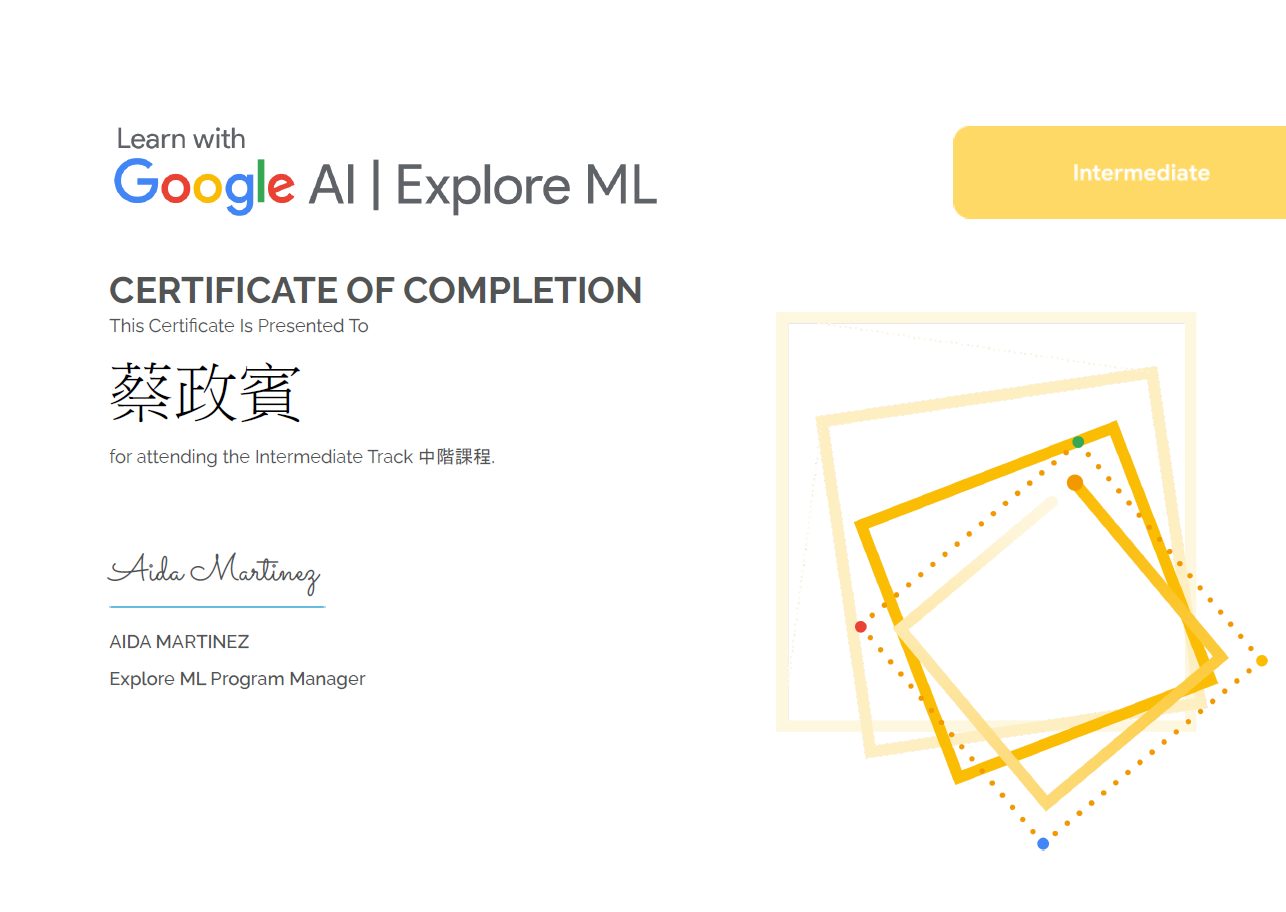 Learn with
Google AI | Explore ML
Intermediate
CERTIFICATE OF COMPLETION
This Certificate Is Presented To
蔡政賓
for attending the Intermediate Track 中階課程.
Aida Martinez
AIDA MARTINEZ
Explore ML Program Manager